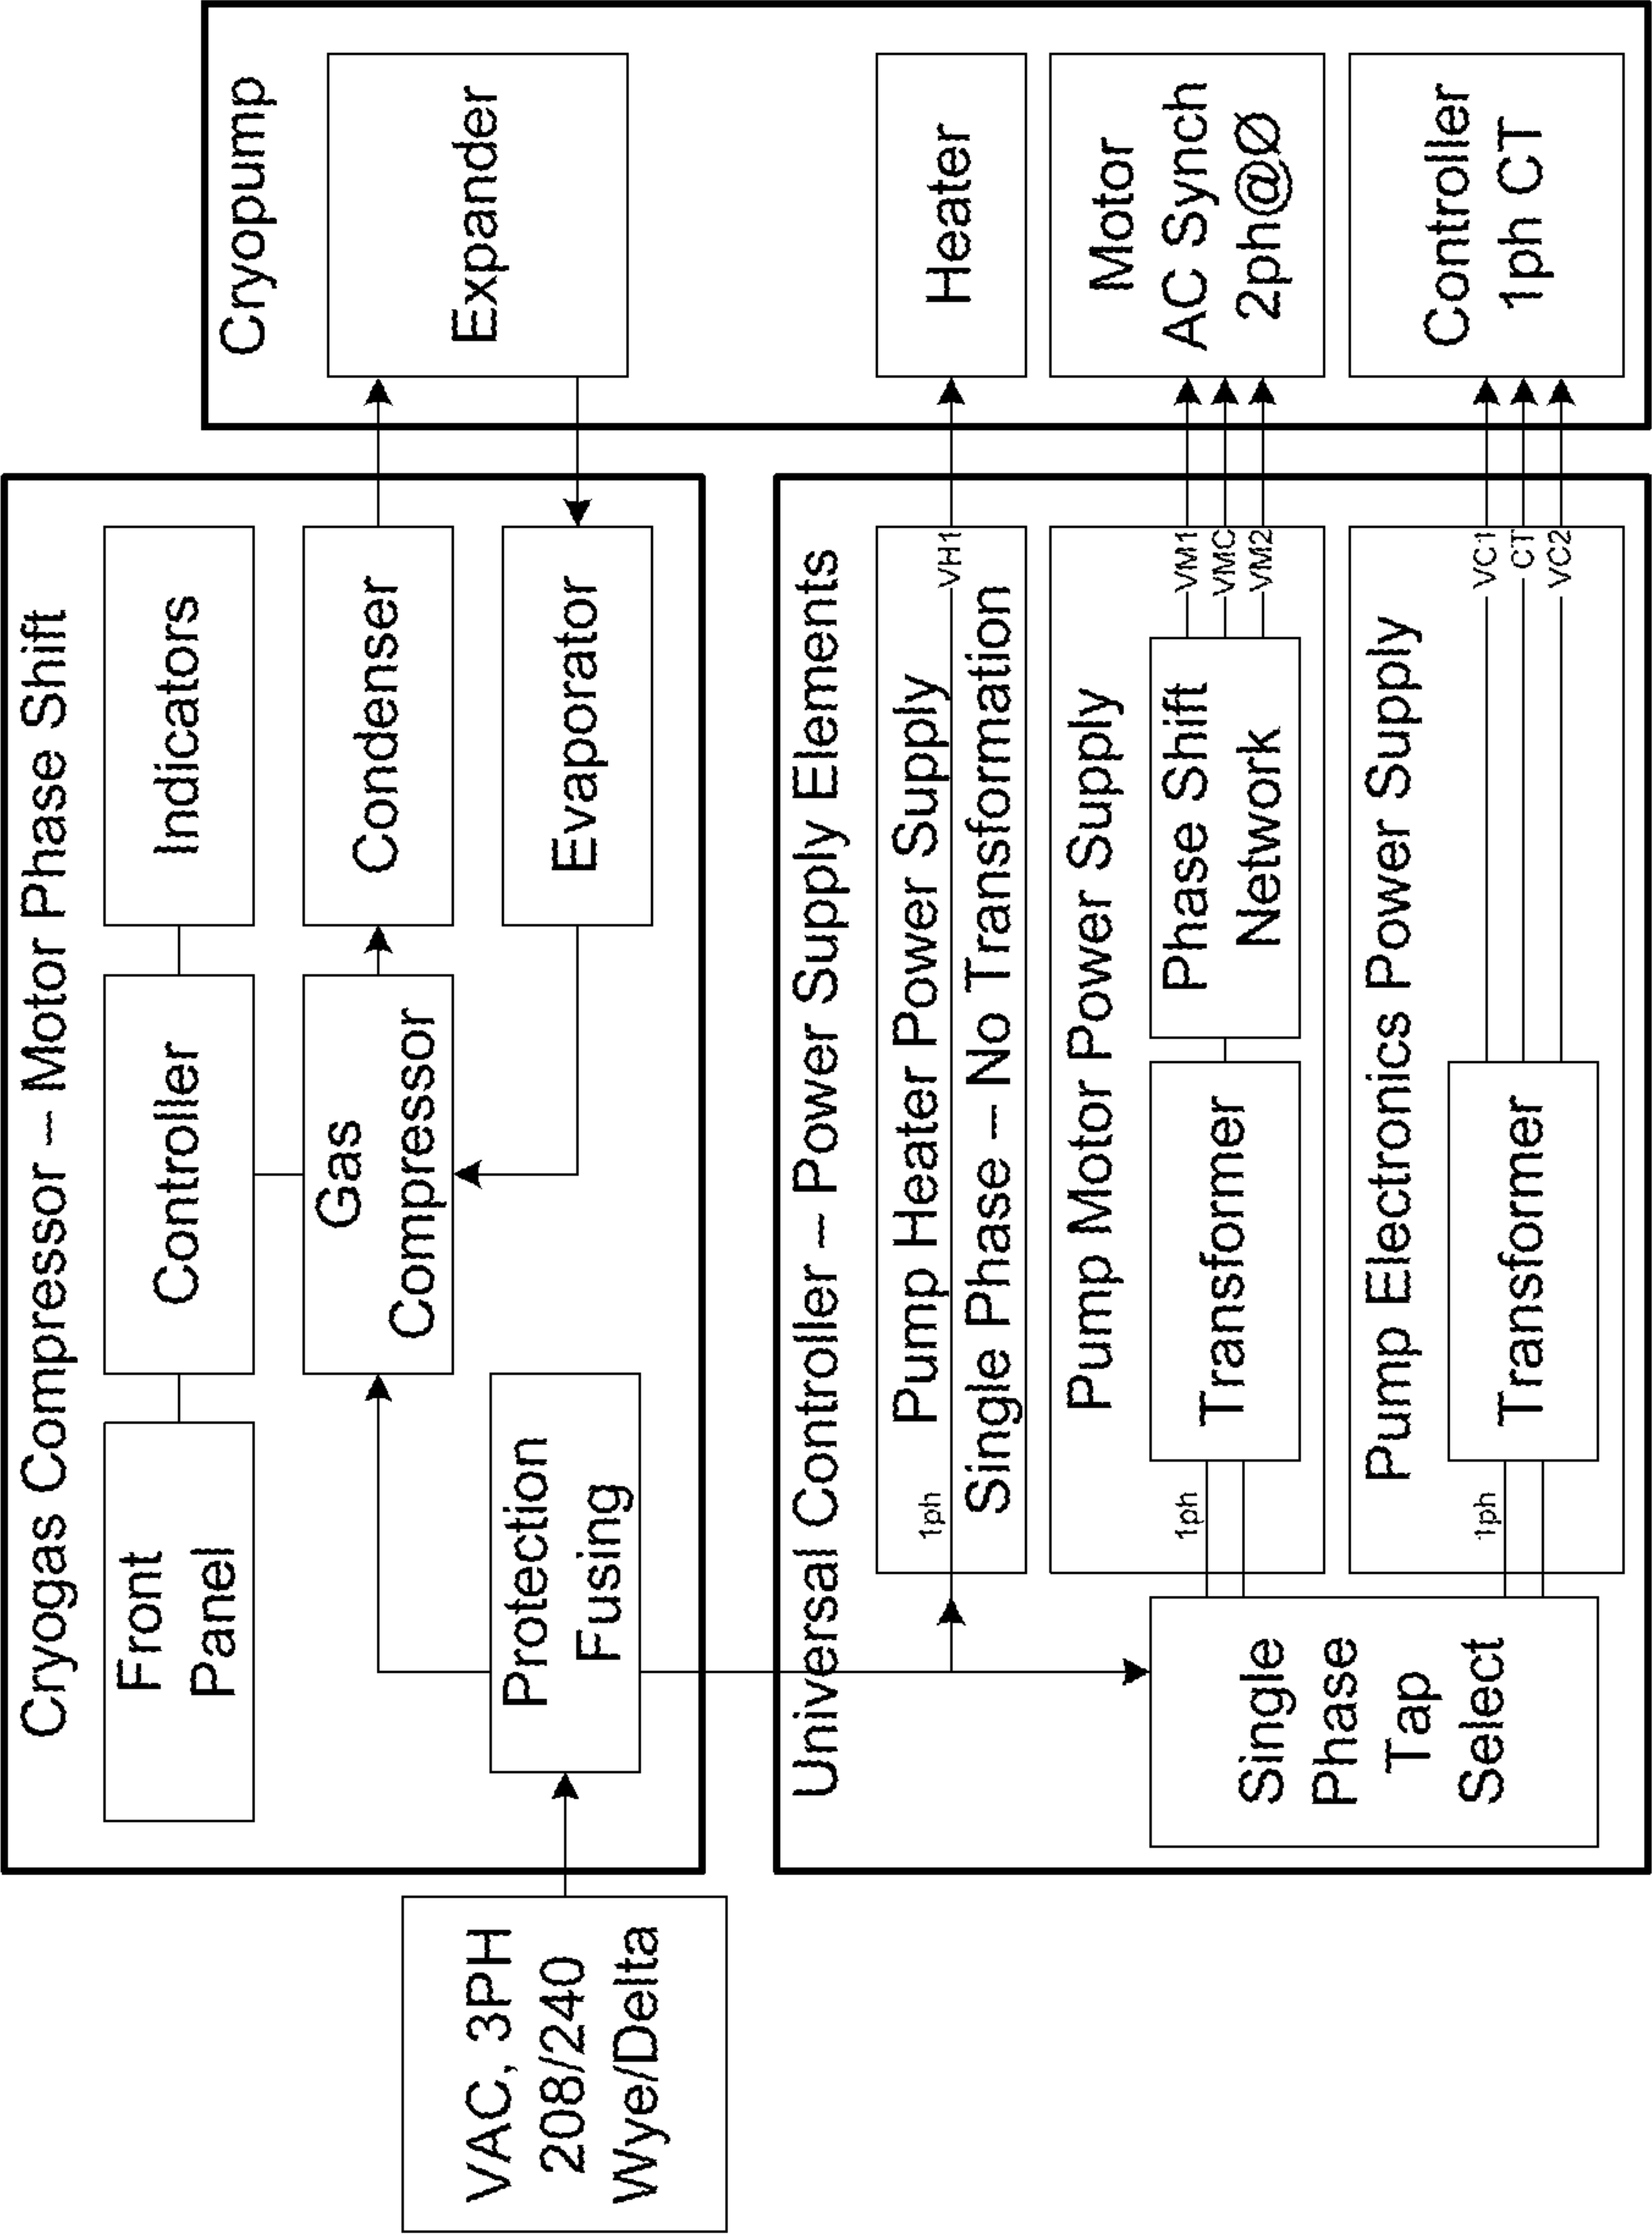 Cryogas Compressor – Motor Phase Shift
Front
Panel
Controller
Indicators
Gas
Compressor
Condenser
Protection
Fusing
Evaporator
VAC, 3PH
208/240
Wye/Delta
Cryopump
Expander
Heater
Motor
AC Synch
2ph@Ø
Controller
1ph CT
Universal Controller – Power Supply Elements
Pump Heater Power Supply
1ph
VH1
Single Phase – No Transformation
Pump Motor Power Supply
1ph
Transformer
Phase Shift
Network
VM1
VMC
VM2
Single
Phase
Tap
Select
Pump Electronics Power Supply
1ph
Transformer
VC1
CT
VC2